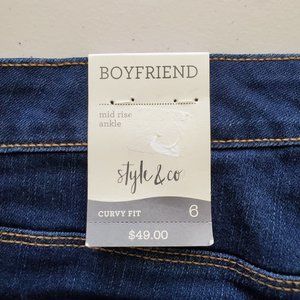 BOYFRIEND
mid rise
ankle
style & co
CURVY FIT 6
$49.00